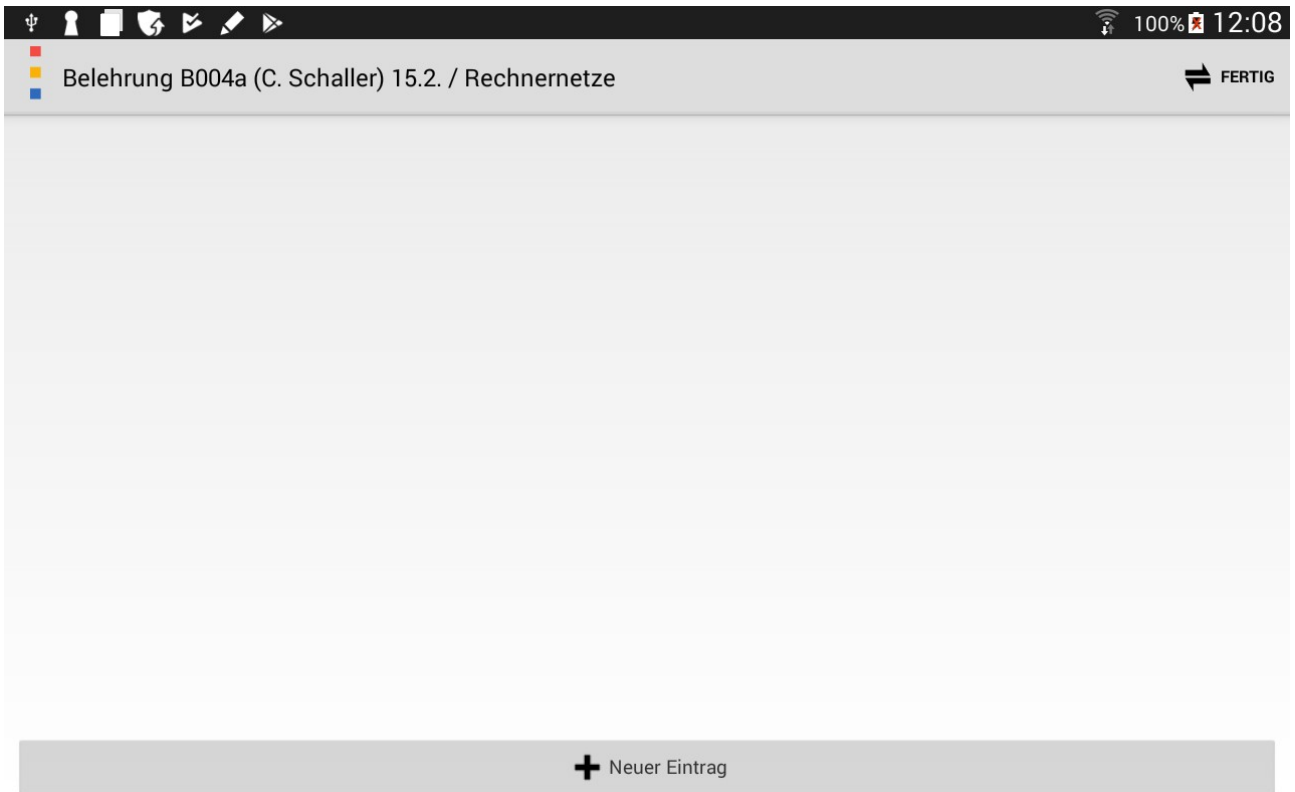 100% 12:08
Belehrung B004a (C. Schaller) 15.2. / Rechnernetze
FERTIG
Neuer Eintrag